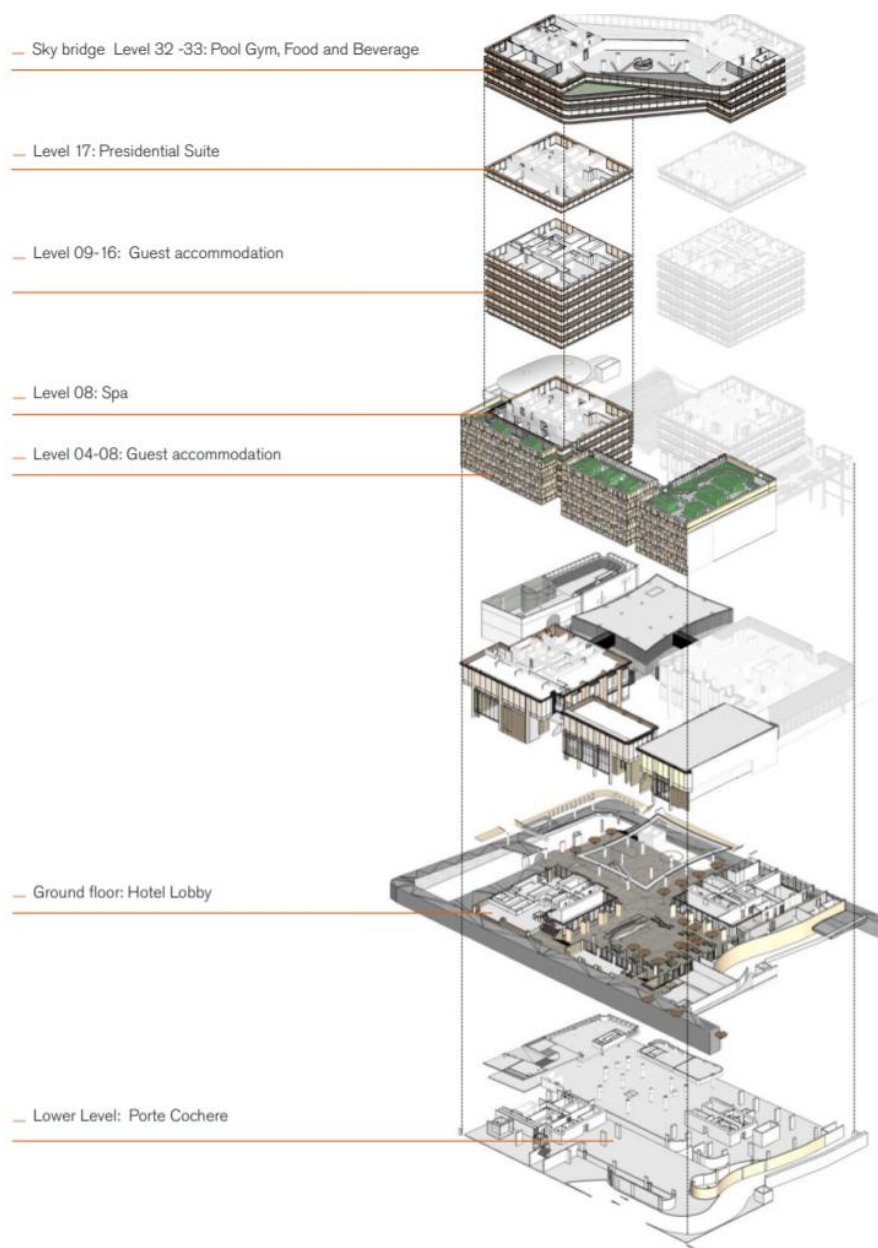 Sky bridge Level 32 -33: Pool Gym, Food and Beverage
Level 17: Presidential Suite
Level 09-16: Guest accommodation
Level 08: Spa
Level 04-08: Guest accommodation
Ground floor: Hotel Lobby
Lower Level: Porte Cochere